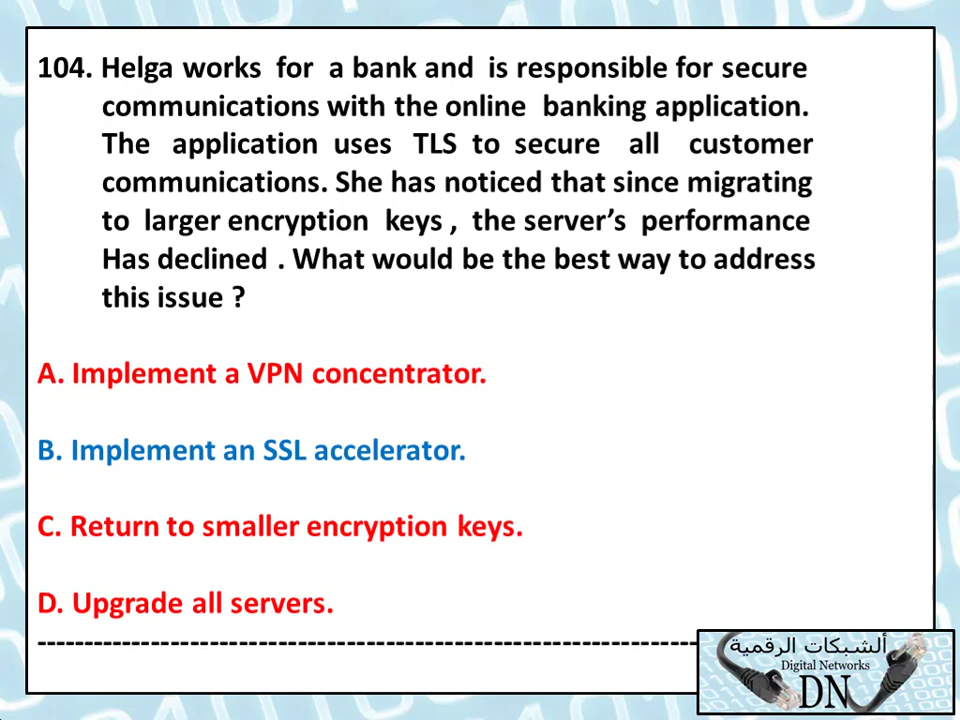 104. Helga works for a bank and is responsible for secure
communications with the online banking application.
The application uses TLS to secure all customer
communications. She has noticed that since migrating
to larger encryption keys , the server’s performance
Has declined . What would be the best way to address
this issue ?
A. Implement a VPN concentrator.
B. Implement an SSL accelerator.
C. Return to smaller encryption keys.
D. Upgrade all servers.
ألشبكات الرقمية
Digital Networks
DN